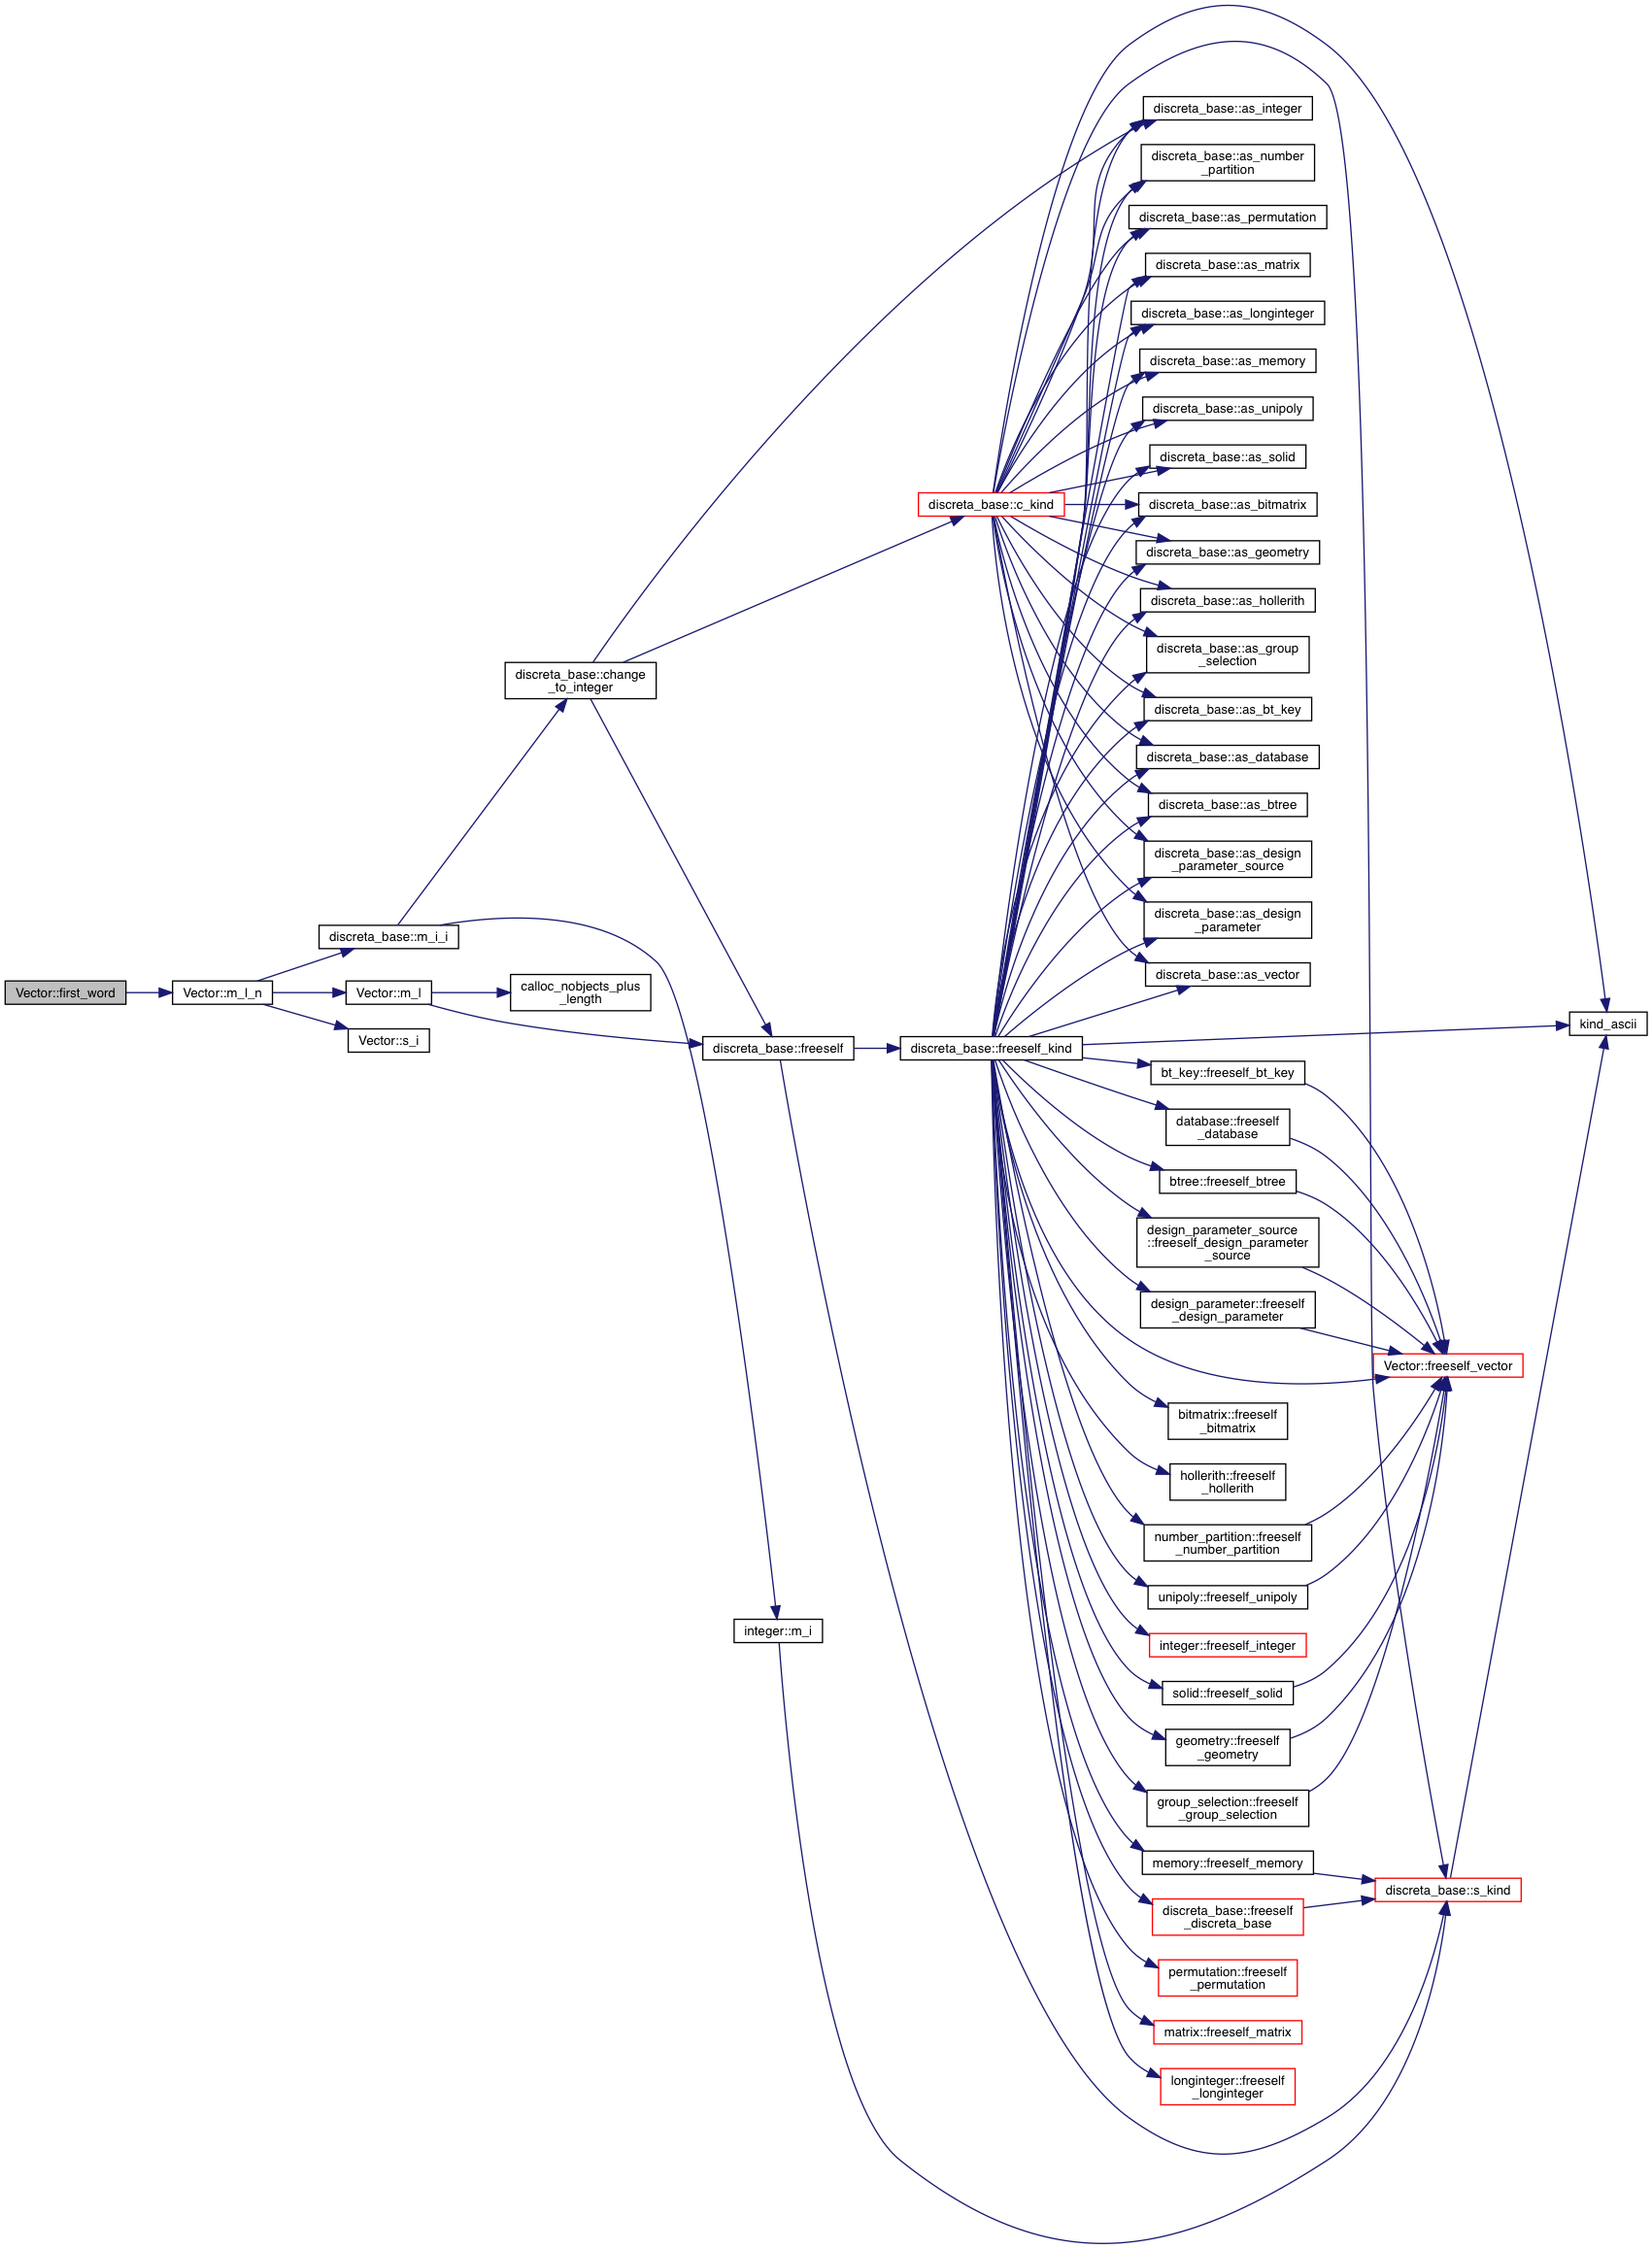 Vector::first_word
Vector::m_l_n
discreta_base::m_i_i
Vector::m_l
Vector::s_i
discreta_base::change
_to_integer
calloc_nobjects_plus
_length
discreta_base::freeself
integer::m_i
discreta_base::c_kind
discreta_base::freeself_kind
discreta_base::as_integer
discreta_base::as_number
_partition
discreta_base::as_permutation
discreta_base::as_matrix
discreta_base::as_longinteger
discreta_base::as_memory
discreta_base::as_unipoly
discreta_base::as_solid
discreta_base::as_bitmatrix
discreta_base::as_geometry
discreta_base::as_hollerith
discreta_base::as_group
_selection
discreta_base::as_bt_key
discreta_base::as_database
discreta_base::as_btree
discreta_base::as_design
_parameter_source
discreta_base::as_design
_parameter
discreta_base::as_vector
bt_key::freeself_bt_key
database::freeself
_database
btree::freeself_btree
design_parameter_source
::freeself_design_parameter
_source
design_parameter::freeself
_design_parameter
bitmatrix::freeself
_bitmatrix
hollerith::freeself
_hollerith
number_partition::freeself
_number_partition
unipoly::freeself_unipoly
integer::freeself_integer
solid::freeself_solid
geometry::freeself
_geometry
group_selection::freeself
_group_selection
memory::freeself_memory
discreta_base::freeself
_discreta_base
permutation::freeself
_permutation
matrix::freeself_matrix
longinteger::freeself
_longinteger
Vector::freeself_vector
discreta_base::s_kind
kind_ascii